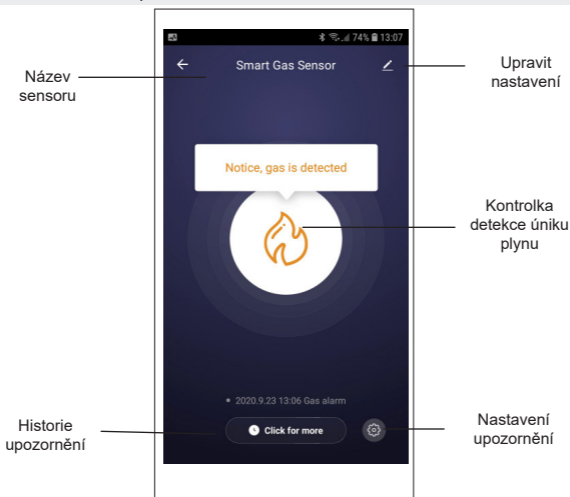 74% 13:07
Název
sensoru
Smart Gas Sensor
Upravit
nastavení
Notice, gas is detected
Kontrolka
detekce úniku
plynu
2020.9.23 13:06 Gas alarm
Historie
upozornění
Click for more
Nastavení
upozornění